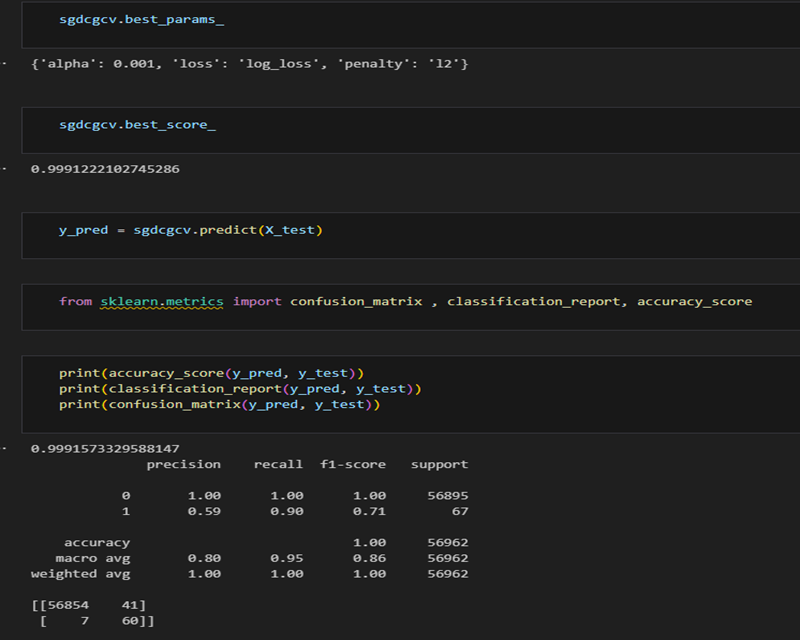 sgdcgcv.best_params_
{'alpha': 0.001, 'loss': 'log_loss', 'penalty': 'l2'}
sgdcgcv.best_score_
0.9991222102745286
y_pred = sgdcgcv.predict(X_test)
from sklearn.metrics import confusion_matrix , classification_report, accuracy_score
print(accuracy_score(y_pred, y_test))
print(classification_report(y_pred, y_test))
print(confusion_matrix(y_pred, y_test))
0.9991573329588147
precision recall f1-score support
0 1.00 1.00 1.00 56895
1 0.59 0.90 0.71 67
accuracy 1.00 56962
macro avg 0.80 0.95 0.86 56962
weighted avg 1.00 1.00 1.00 56962
[[56854 41]
[ 7 60]]